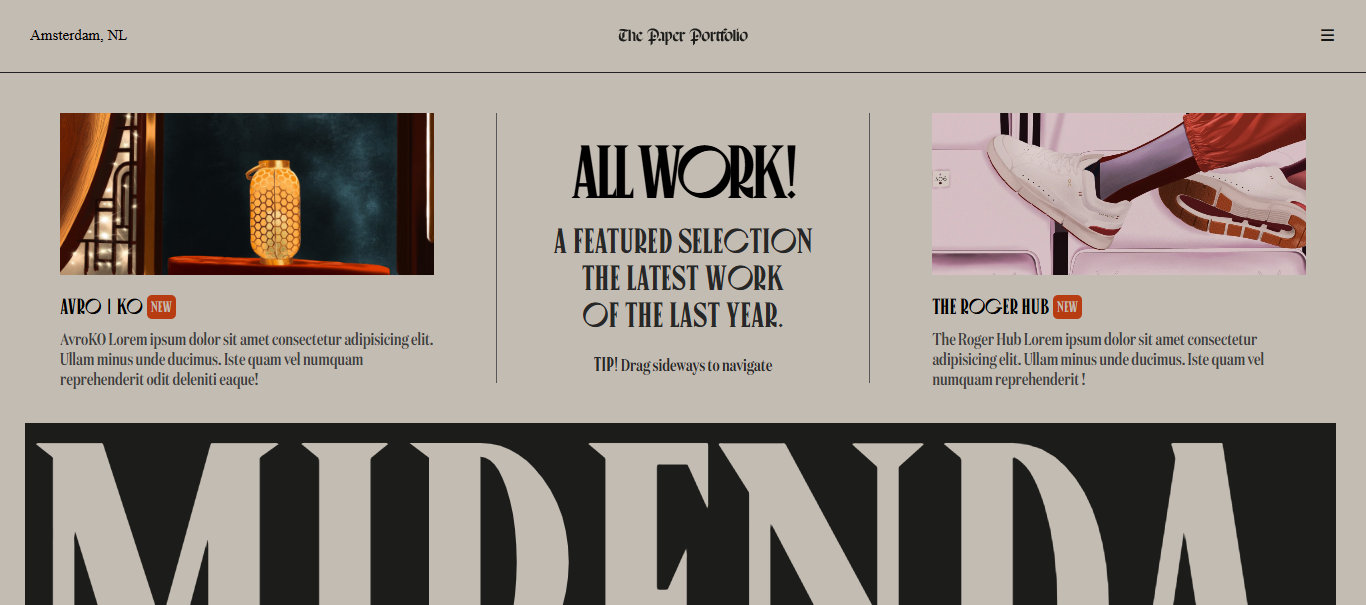 Amsterdam, NL
The Paper Portfolio
ALL WORK!
A FEATURED SELECTION
THE LATEST WORK
OF THE LAST YEAR.
TIP! Drag sideways to navigate
AVRO | KO NEW
AvroKO Lorem ipsum dolor sit amet consectetur adipisicing elit.
Ullam minus unde ducimus. Iste quam vel numquam
reprehenderit odit deleniti eaque!
THE ROGER HUB NEW
The Roger Hub Lorem ipsum dolor sit amet consectetur
adipisicing elit. Ullam minus unde ducimus. Iste quam vel
numquam reprehenderit !